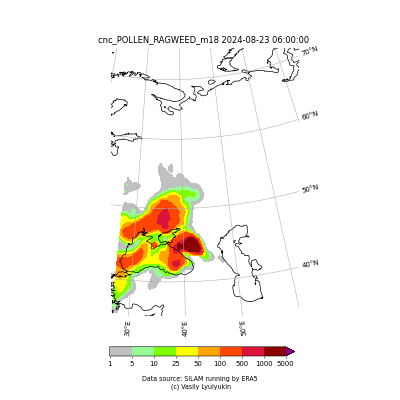 cnc_POLLEN_RAGWEED_m18 2024-08-23 06:00:00
70°N
60°N
50°N
40°N
30°E
40°E
50°E
1 5 10 25 50 100 500 1000 5000
Data source: SILAM running by ERA5
(c) Vasily Lyulyukin